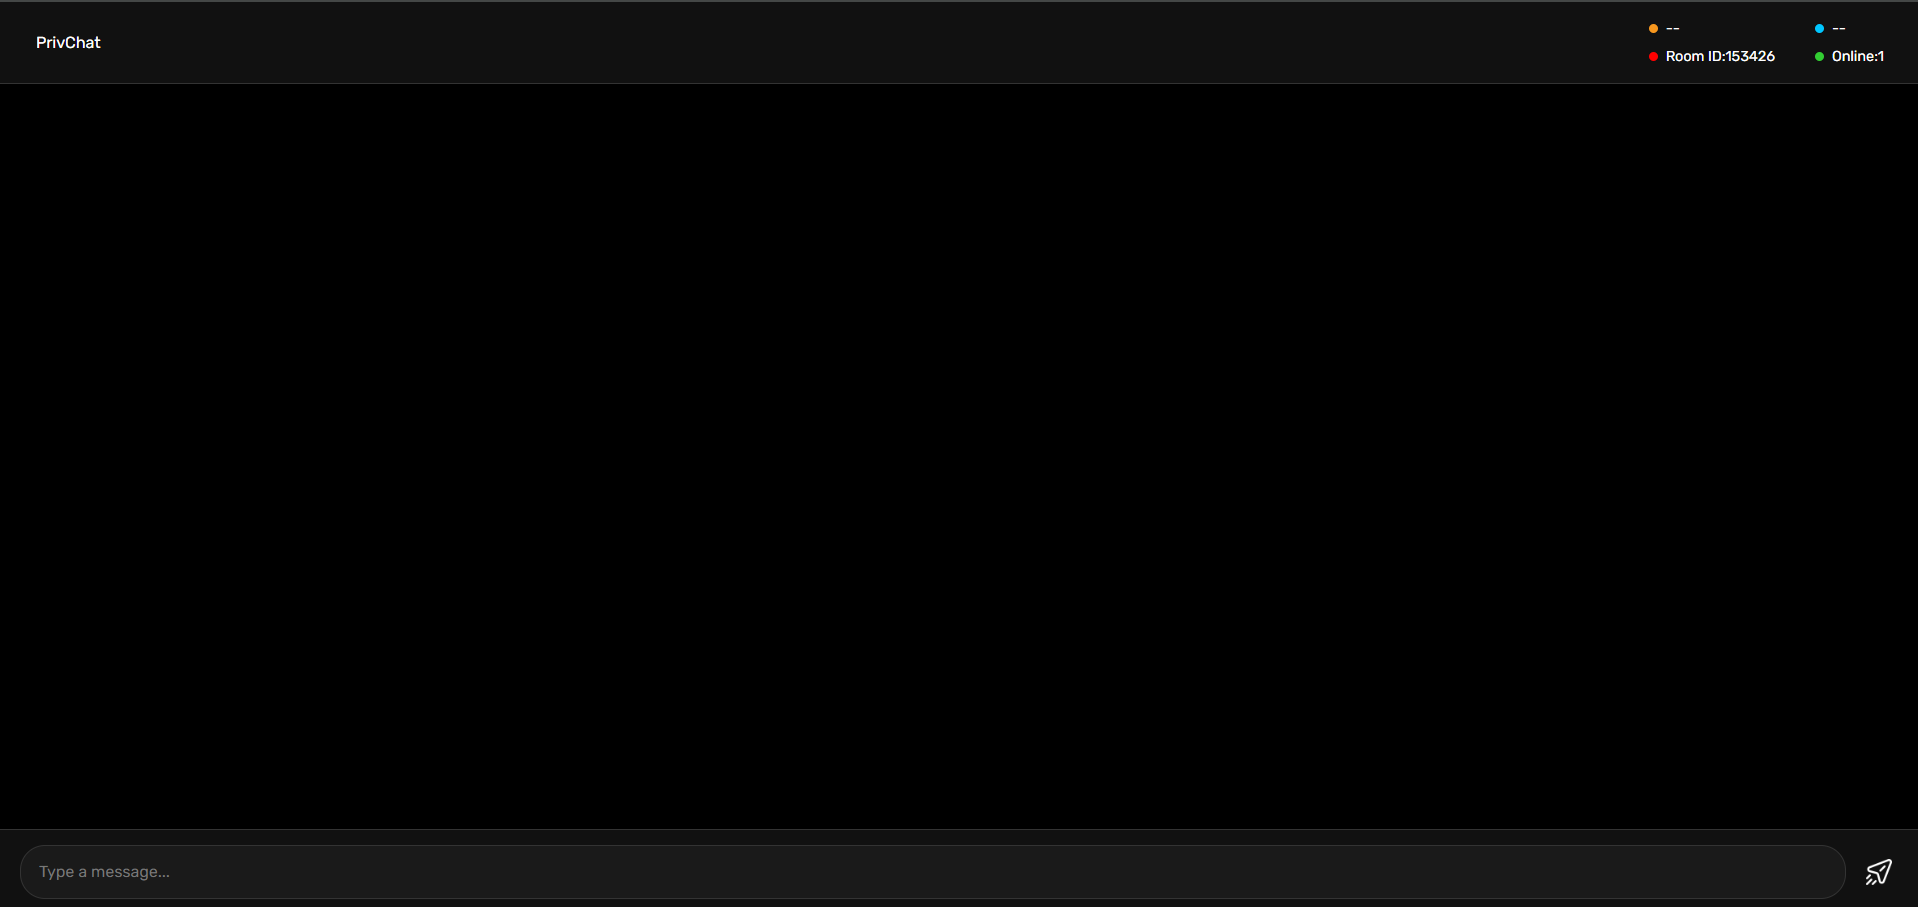 PrivChat
-- --
Room ID:153426 Online:1
Type a message...